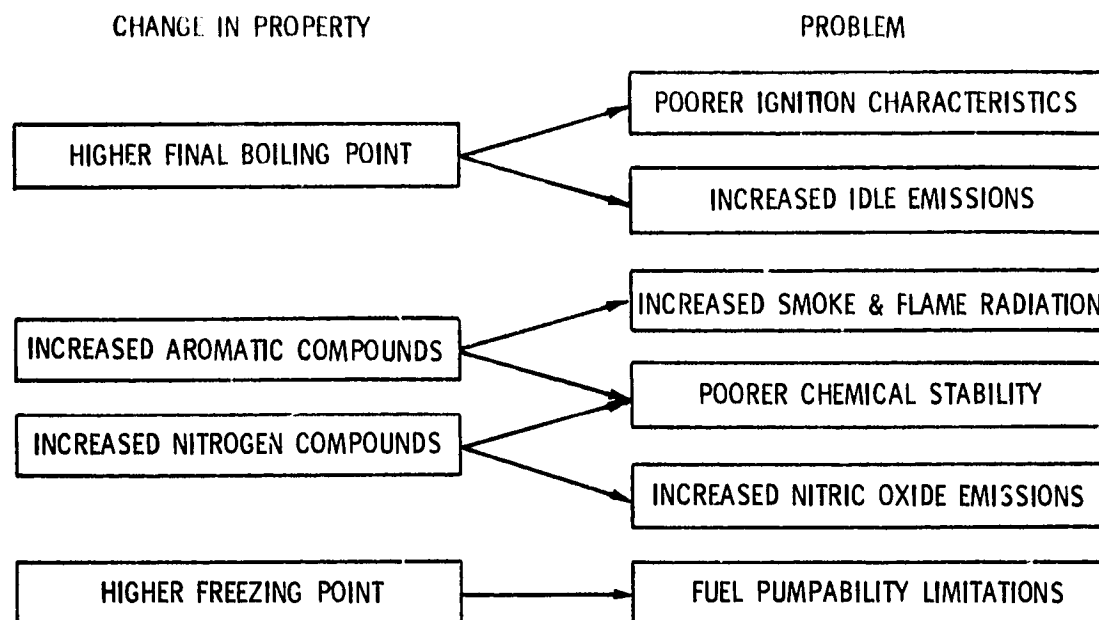 CHANGE IN PROPERTY
PROBLEM
HIGHER FINAL BOILING POINT
POORER IGNITION CHARACTERISTICS
INCREASED IDLE EMISSIONS
INCREASED AROMATIC COMPOUNDS
INCREASED SMOKE & FLAME RADIATION
POORER CHEMICAL STABILITY
INCREASED NITROGEN COMPOUNDS
INCREASED NITRIC OXIDE EMISSIONS
HIGHER FREEZING POINT
FUEL PUMPABILITY LIMITATIONS